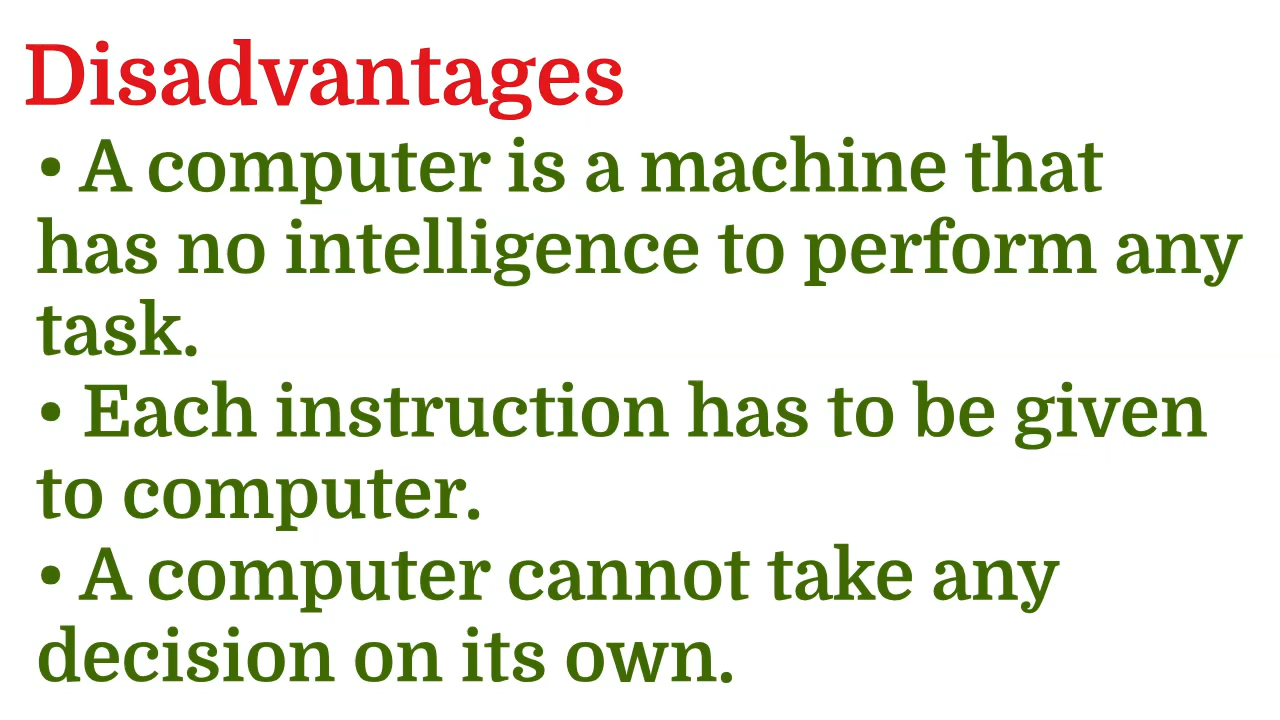 Disadvantages
• A computer is a machine that
has no intelligence to perform any
task.
• Each instruction has to be given
to computer.
• A computer cannot take any
decision on its own.